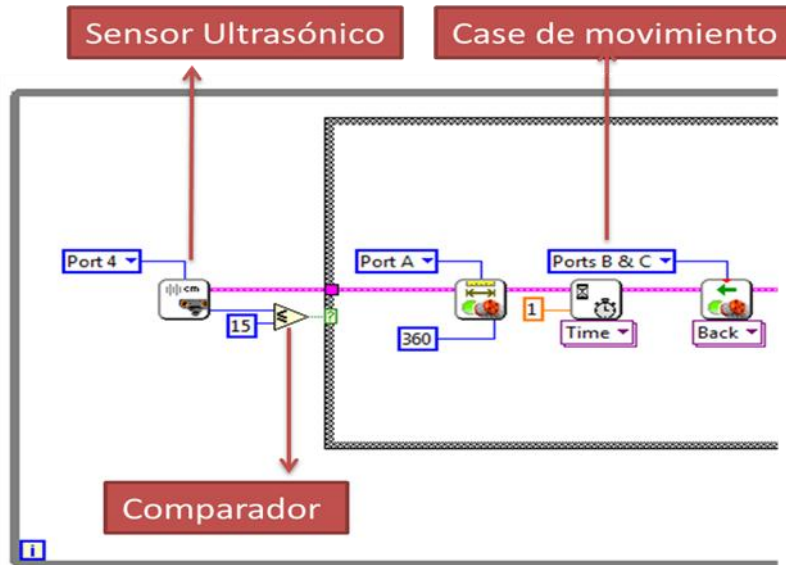 Sensor Ultrasónico
Case de movimiento
Port 4
Port A
Ports B & C
cm
15
≤
?
360
1
Time
Back
Comparador
i